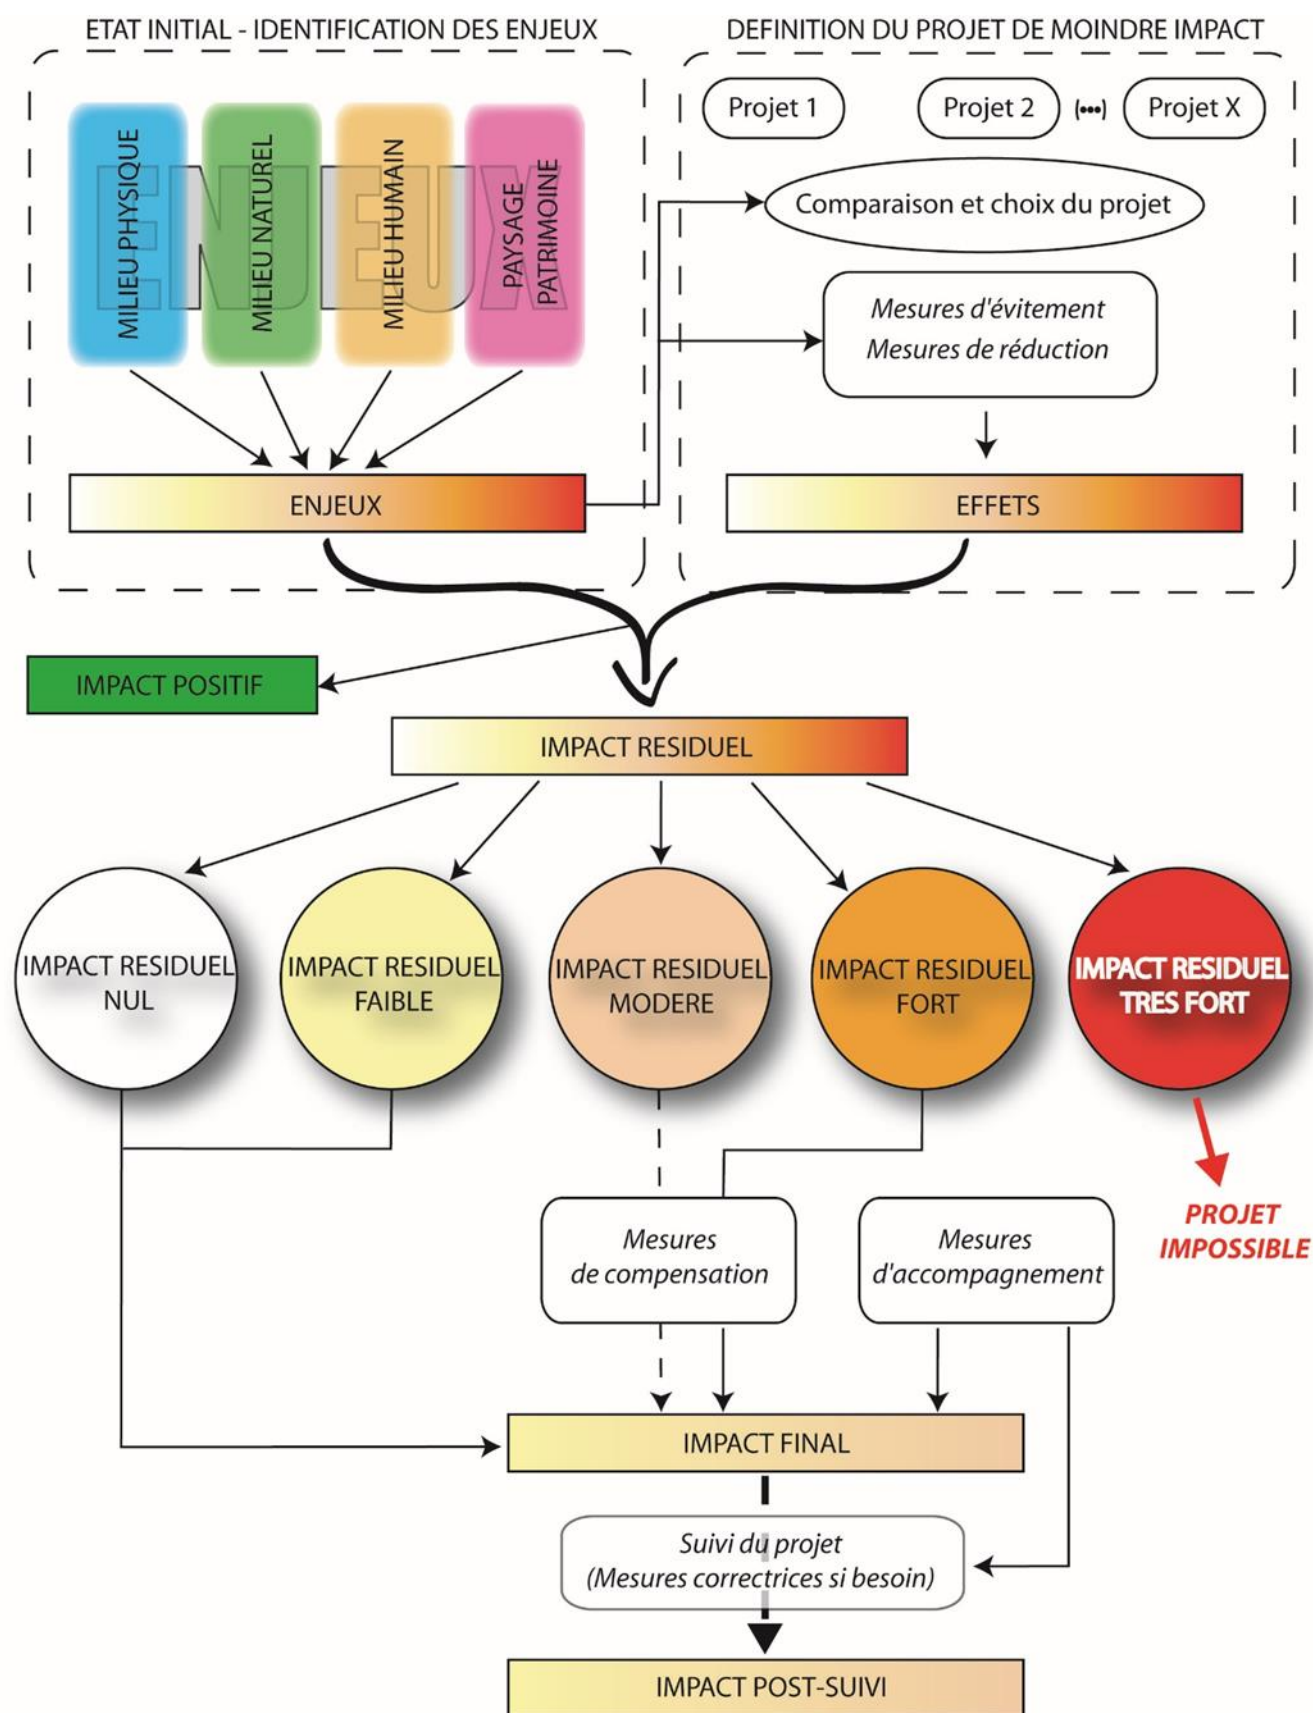 ETAT INITIAL - IDENTIFICATION DES ENJEUX
MILIEU PHYSIQUE
MILIEU NATUREL
MILIEU HUMAIN
PAYSAGE
PATRIMOINE
ENJEUX
ENJEUX
DEFINITION DU PROJET DE MOINDRE IMPACT
Projet 1
Projet 2
(•••)
Projet X
Comparaison et choix du projet
Mesures d'évitement
Mesures de réduction
EFFETS
IMPACT POSITIF
IMPACT RESIDUEL
IMPACT RESIDUEL
NUL
IMPACT RESIDUEL
FAIBLE
IMPACT RESIDUEL
MODERE
IMPACT RESIDUEL
FORT
IMPACT RESIDUEL
TRES FORT
Mesures
de compensation
Mesures
d'accompagnement
PROJET
IMPOSSIBLE
IMPACT FINAL
Suivi du projet
(Mesures correctrices si besoin)
IMPACT POST-SUIVI